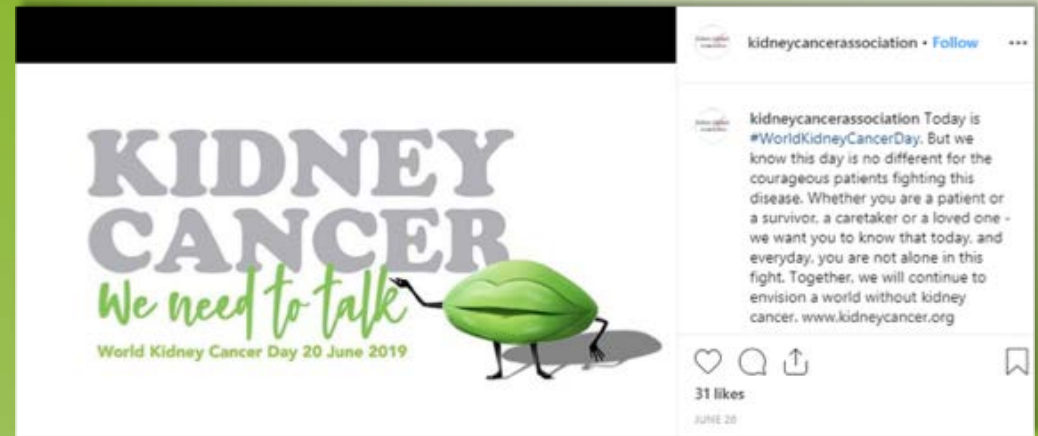 KIDNEY
CANCER
We need to talk
World Kidney Cancer Day 20 June 2019
kidneycancerassociation • Follow
kidneycancerassociation Today is
#WorldKidneyCancerDay. But we
know this day is no different for the
courageous patients fighting this
disease. Whether you are a patient or
a survivor, a caretaker or a loved one -
we want you to know that today, and
everyday, you are not alone in this
fight. Together, we will continue to
envision a world without kidney
cancer. www.kidneycancer.org
31 likes